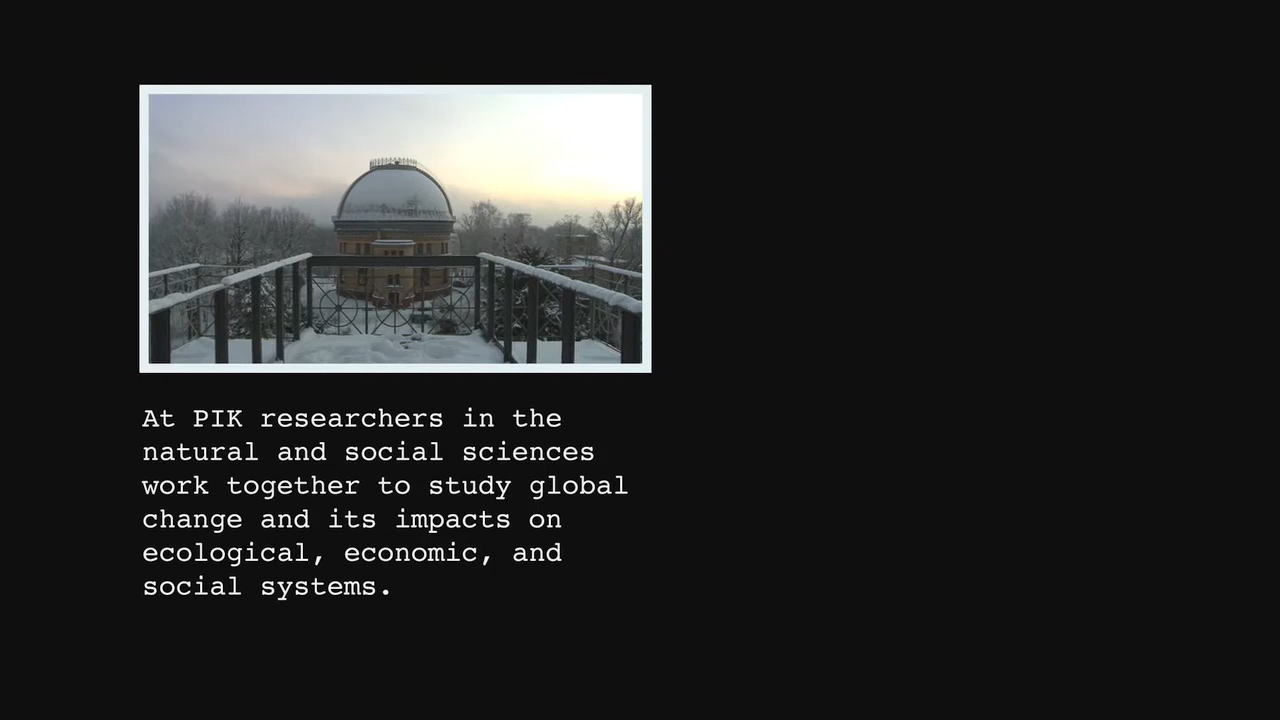 At PIK researchers in the
natural and social sciences
work together to study global
change and its impacts on
ecological, economic, and
social systems.